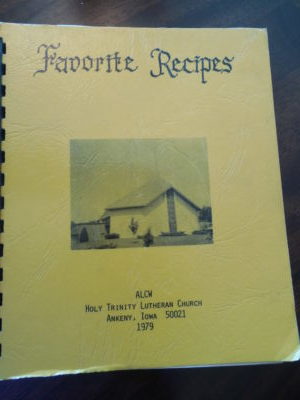 Favorite Recipes
ALCW
Holy Trinity Lutheran Church
Ankeny, Iowa 50021
1979